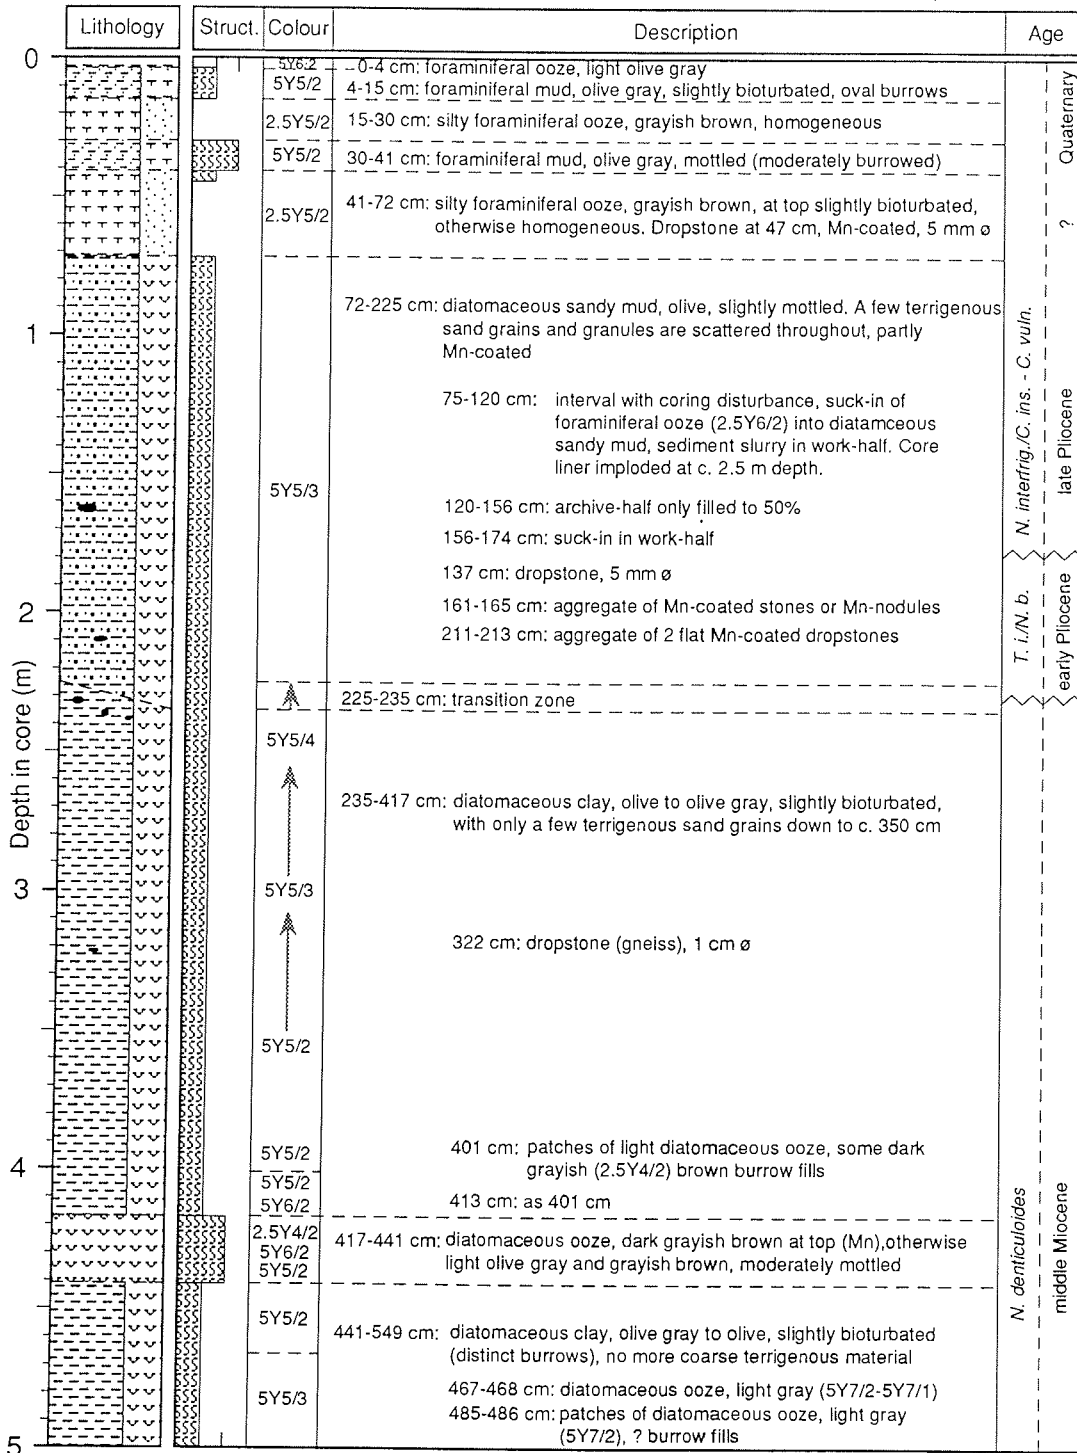 Lithology Struct. Colour Description Age
0
5Y6/2 0-4 cm: foraminiferal ooze, light olive gray
5Y5/2 4-15 cm: foraminiferal mud, olive gray, slightly bioturbated, oval burrows
2.5Y5/2 15-30 cm: silty foraminiferal ooze, grayish brown, homogeneous
5Y5/2 30-41 cm: foraminiferal mud, olive gray, mottled (moderately burrowed)
Quaternary
2.5Y5/2 41-72 cm: silty foraminiferal ooze, grayish brown, at top slightly bioturbated,
otherwise homogeneous. Dropstone at 47 cm, Mn-coated, 5 mm ø
?
72-225 cm: diatomaceous sandy mud, olive, slightly mottled. A few terrigenous
sand grains and granules are scattered throughout, partly
Mn-coated
1
75-120 cm: interval with coring disturbance, suck-in of
foraminiferal ooze (2.5Y6/2) into diatamceous
sandy mud, sediment slurry in work-half. Core
liner imploded at c. 2.5 m depth.
5Y5/3
120-156 cm: archive-half only filled to 50%
156-174 cm: suck-in in work-half
N. interfrig./C. ins. - C. vuln.
late Pliocene
137 cm: dropstone, 5 mm ø
161-165 cm: aggregate of Mn-coated stones or Mn-nodules
211-213 cm: aggregate of 2 flat Mn-coated dropstones
2
T. i./N. b.
early Pliocene
225-235 cm: transition zone
Depth in core (m)
5Y5/4
235-417 cm: diatomaceous clay, olive to olive gray, slightly bioturbated,
with only a few terrigenous sand grains down to c. 350 cm
3
5Y5/3
322 cm: dropstone (gneiss), 1 cm ø
5Y5/2
5Y5/2 401 cm: patches of light diatomaceous ooze, some dark
grayish (2.5Y4/2) brown burrow fills
4
5Y5/2
5Y6/2 413 cm: as 401 cm
2.5Y4/2
5Y6/2
5Y5/2
417-441 cm: diatomaceous ooze, dark grayish brown at top (Mn),otherwise
light olive gray and grayish brown, moderately mottled
N. denticuloides
middle Miocene
5Y5/2
441-549 cm: diatomaceous clay, olive gray to olive, slightly bioturbated
(distinct burrows), no more coarse terrigenous material
5Y5/3
467-468 cm: diatomaceous ooze, light gray (5Y7/2-5Y7/1)
485-486 cm: patches of diatomaceous ooze, light gray
(5Y7/2), ? burrow fills
5